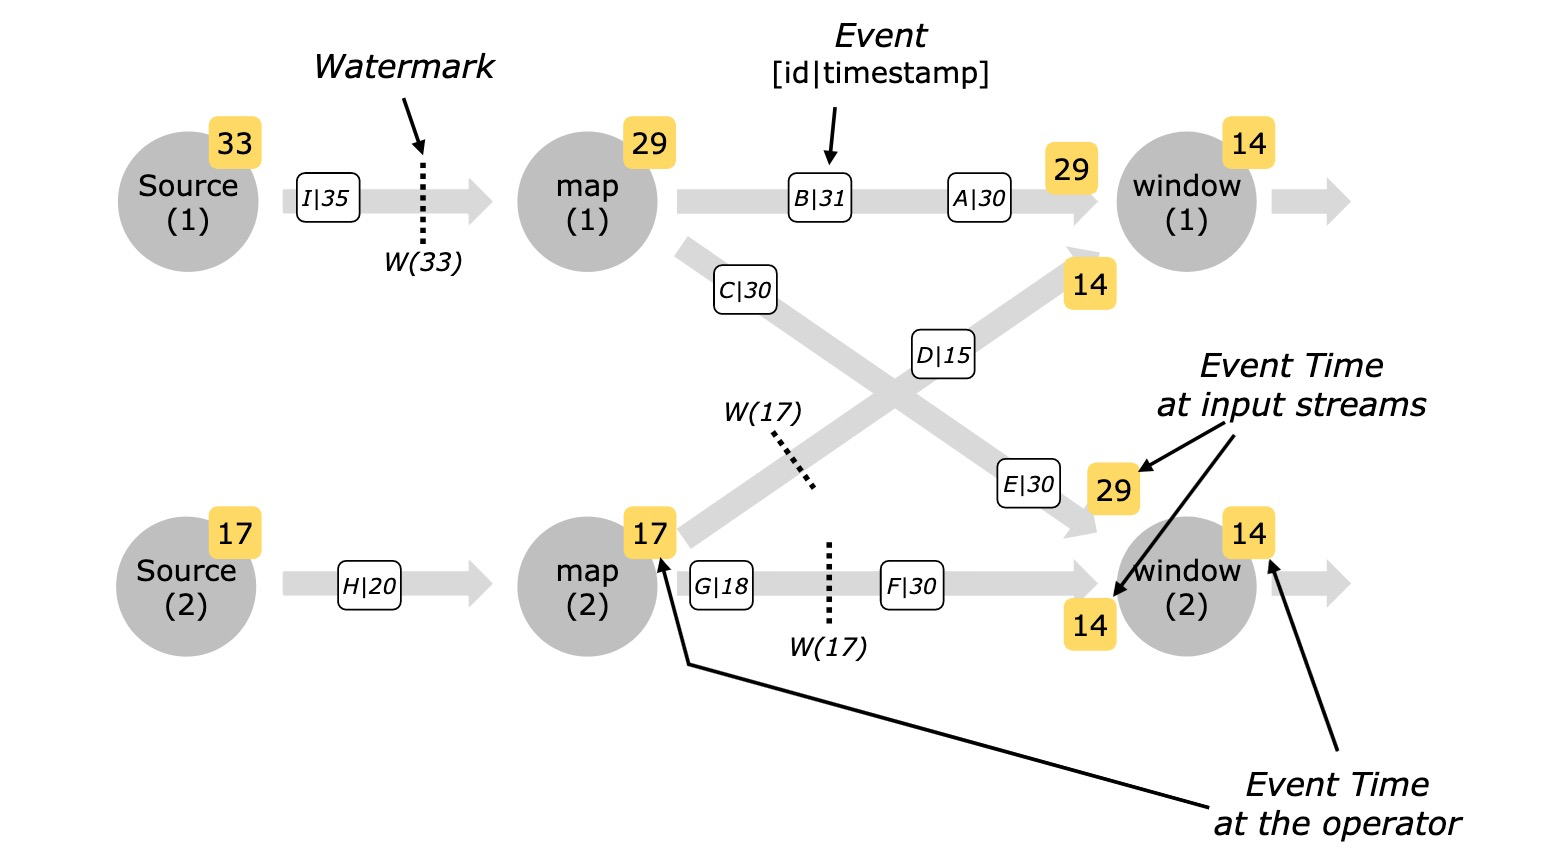 Event
[id|timestamp]
Watermark
33
Source
(1)
I|35
W(33)
29
map
(1)
B|31
A|30
29
14
window
(1)
C|30
14
D|15
Event Time
at input streams
W(17)
E|30
29
17
Source
(2)
H|20
17
map
(2)
G|18
F|30
W(17)
14
14
window
(2)
Event Time
at the operator